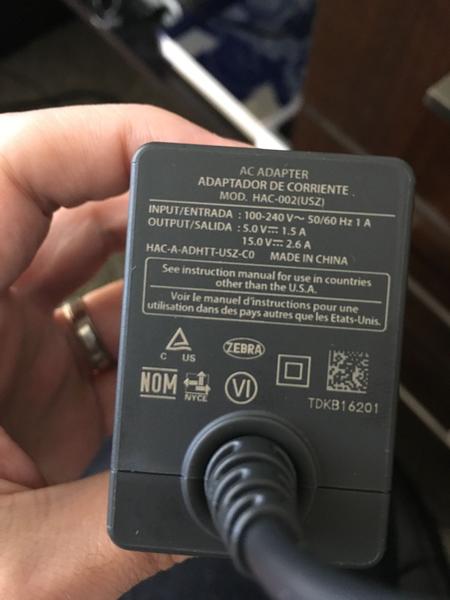 AC ADAPTER
ADAPTADOR DE CORRIENTE
MOD. HAC-002(USZ)
INPUT/ENTRADA : 100-240 V~ 50/60 Hz 1 A
OUTPUT/SALIDA : 5.0 V⎓ 1.5 A
15.0 V⎓ 2.6 A
HAC-A-ADHTT-USZ-C0 MADE IN CHINA
See instruction manual for use in countries
other than the U.S.A.
Voir le manuel d'instructions pour une
utilisation dans des pays autres que les Etats-Unis.
C US
ZEBRA
NOM
NYCE
VI
TDKB16201